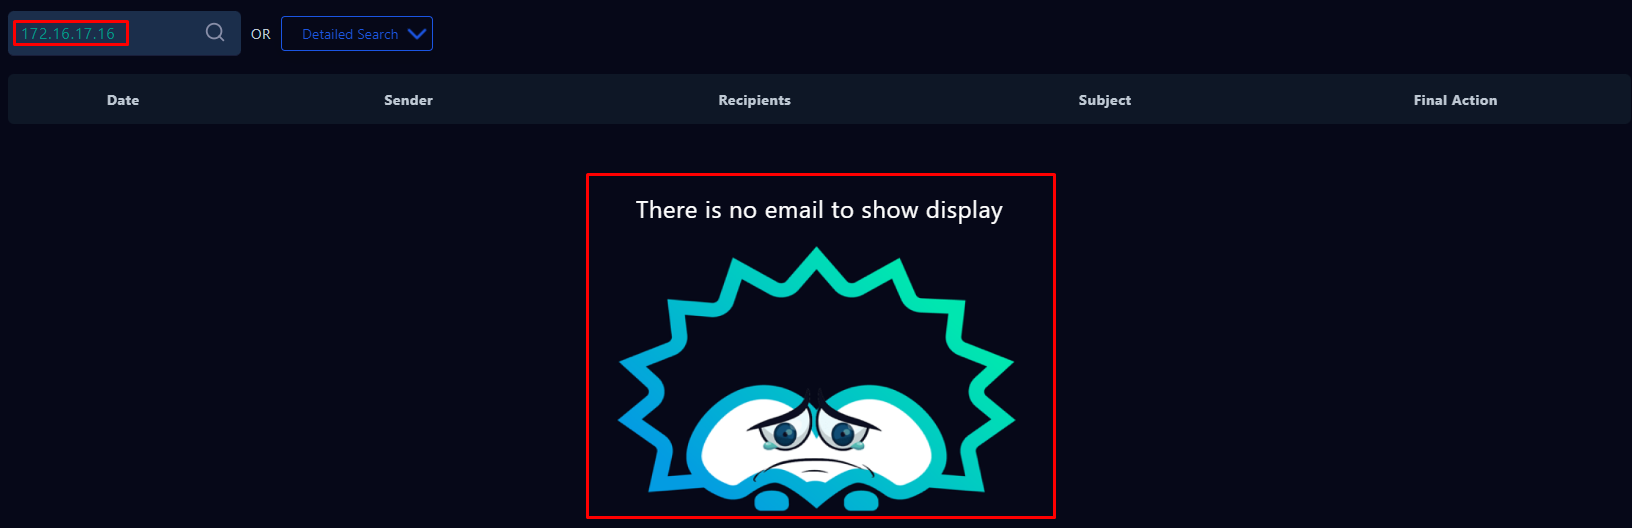 172.16.17.16 OR Detailed Search
Date Sender Recipients Subject Final Action
There is no email to show display